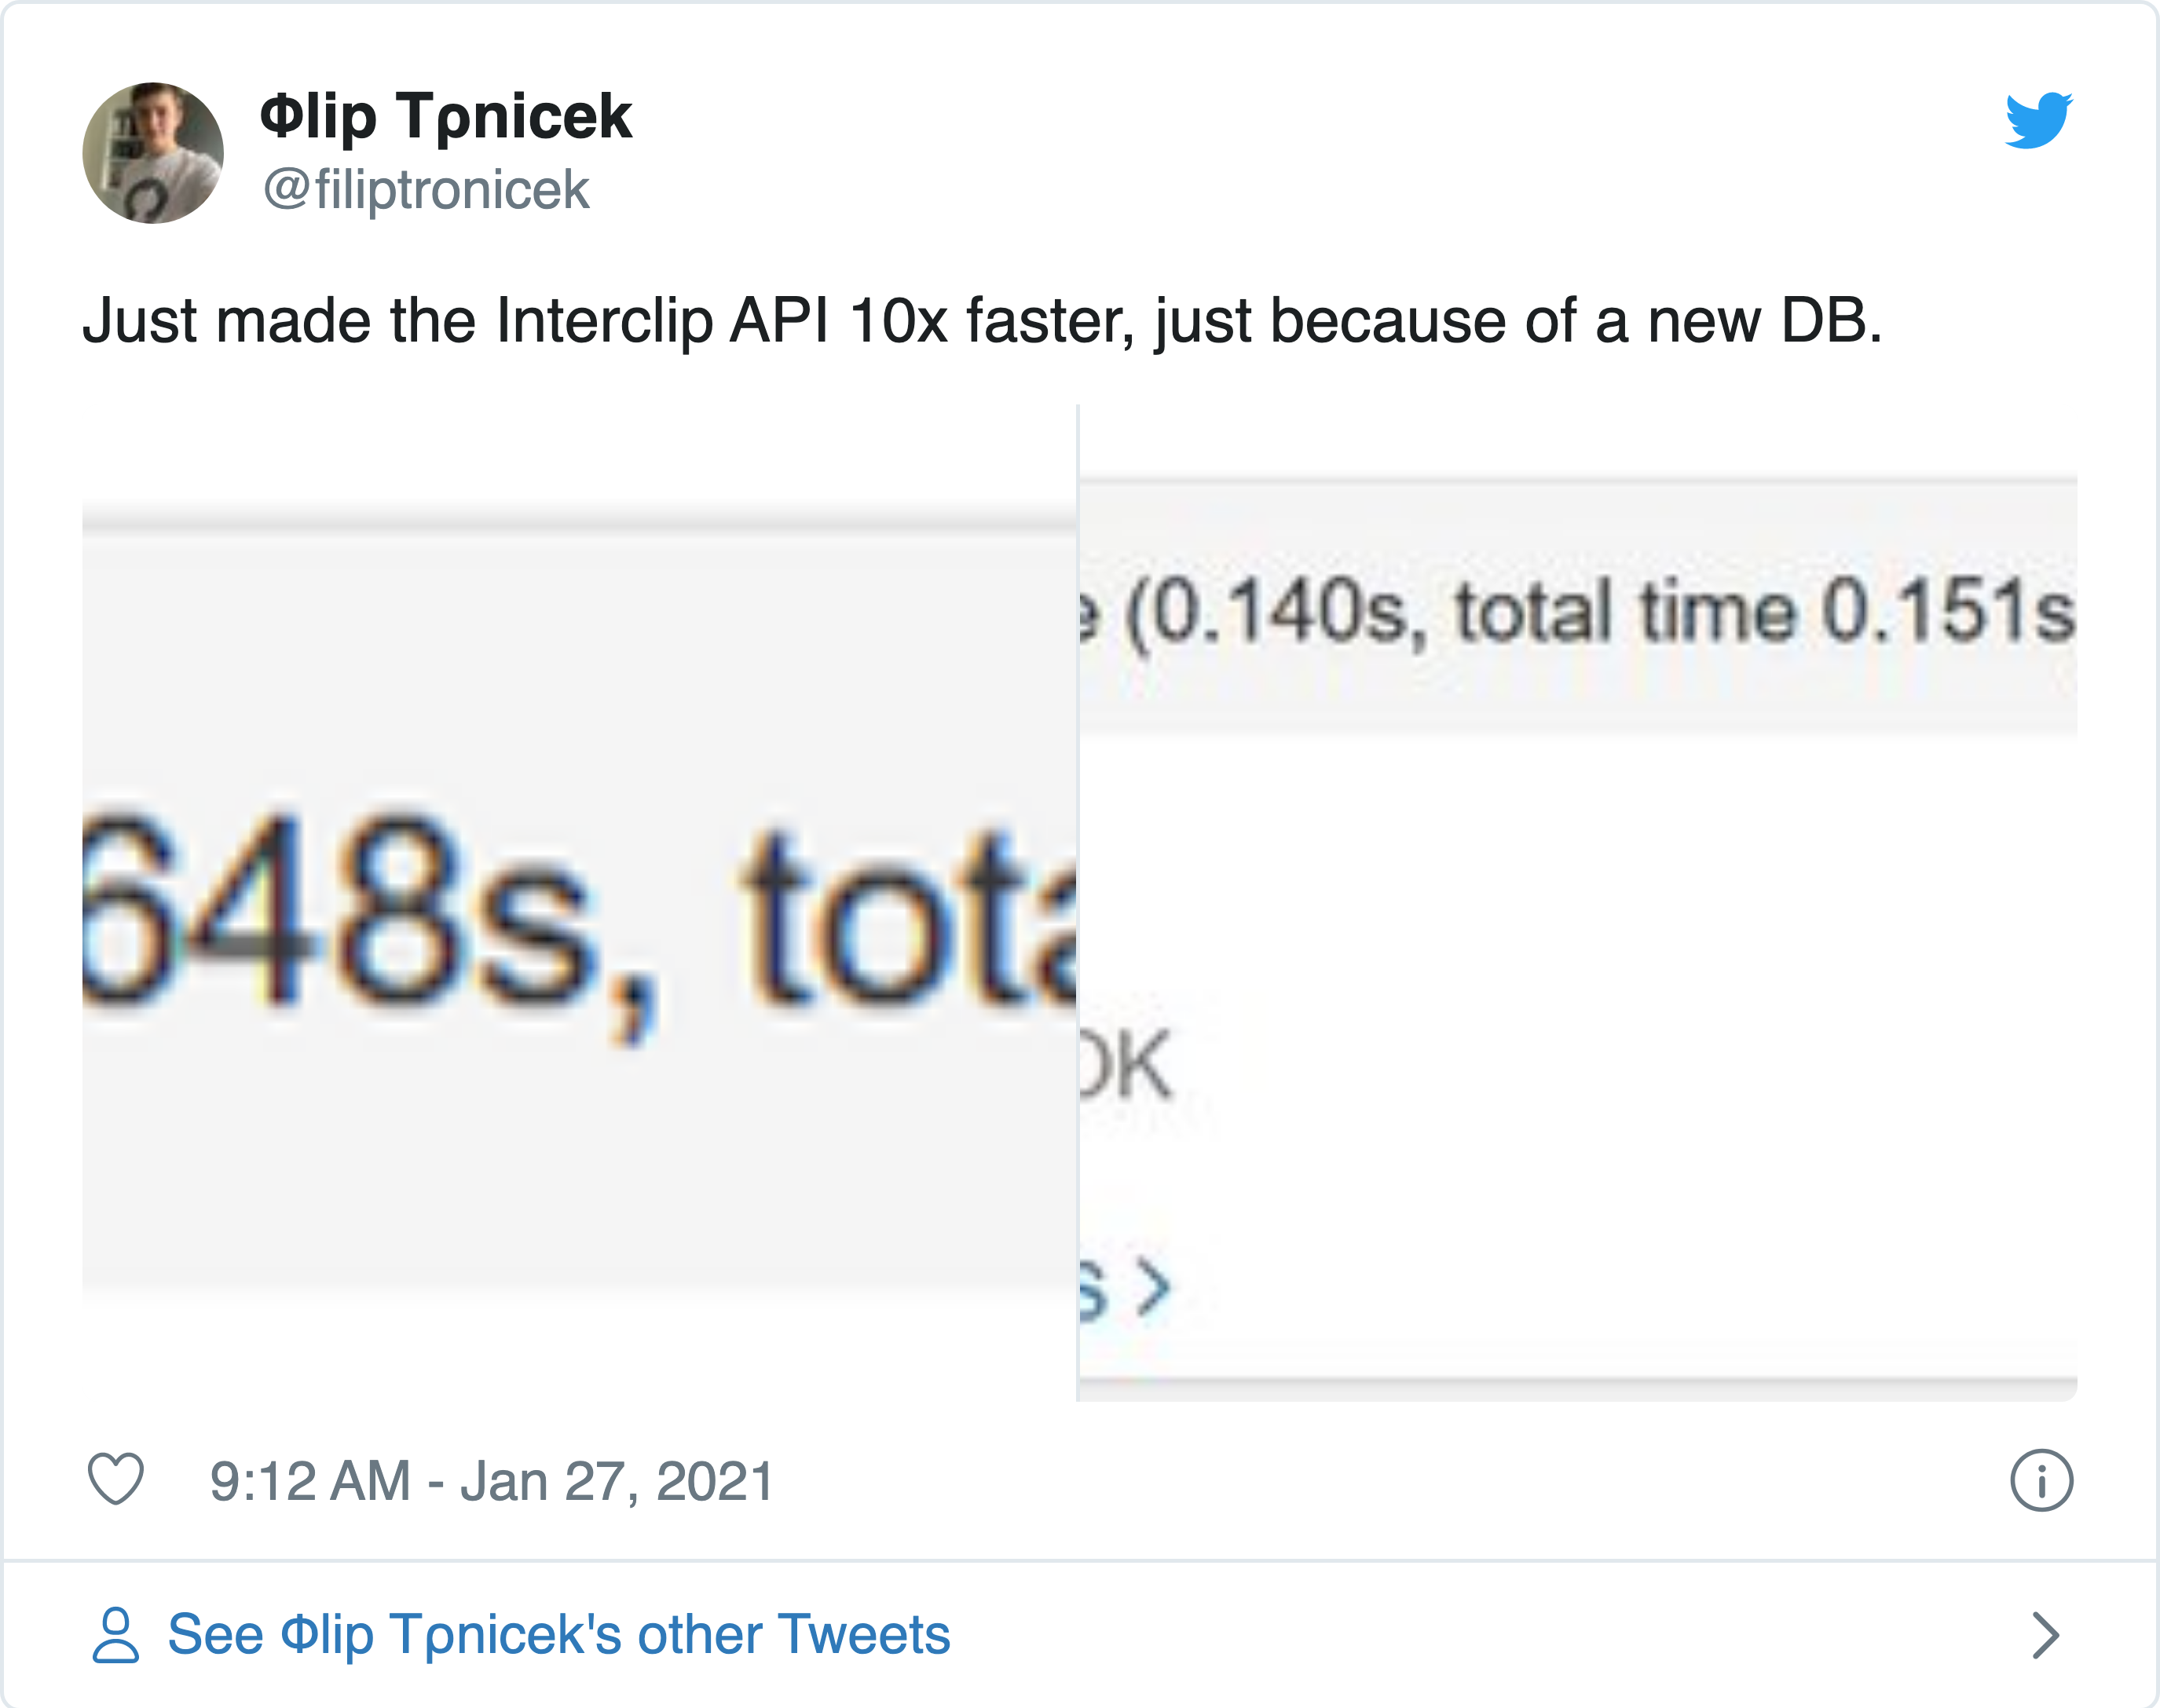 Φlip Tρnicek
@filiptronicek
Just made the Interclip API 10x faster, just because of a new DB.
648s, tota
e (0.140s, total time 0.151s
OK
s >
9:12 AM - Jan 27, 2021
See Φlip Tρnicek's other Tweets